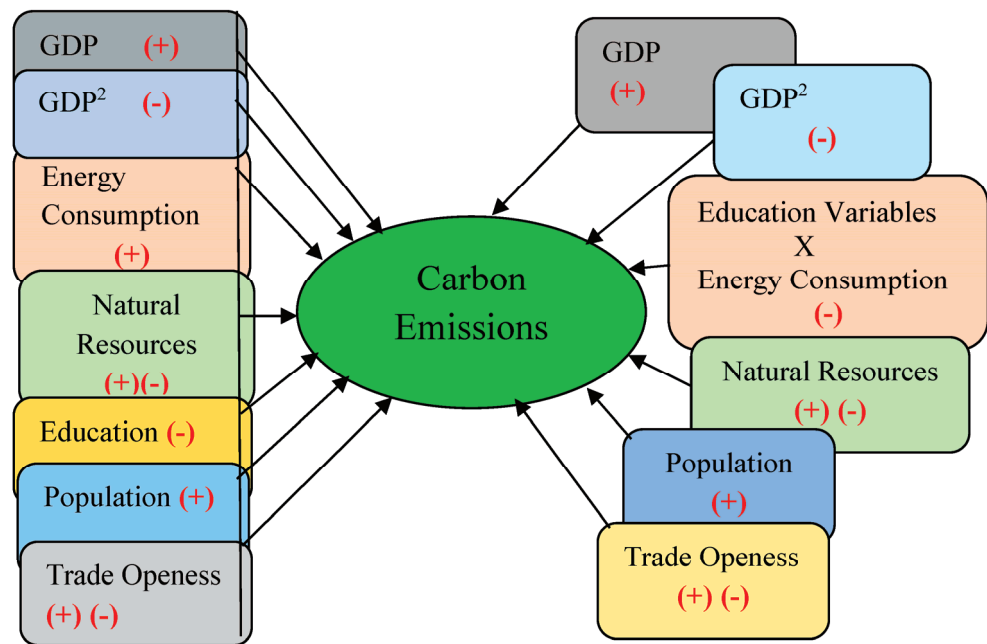 GDP (+)
GDP² (-)
Energy
Consumption
(+)
Natural
Resources
(+)(-)
Education (-)
Population (+)
Trade Openess
(+) (-)
Carbon
Emissions
GDP
(+)
GDP²
(-)
Education Variables
X
Energy Consumption
(-)
Natural Resources
(+) (-)
Population
(+)
Trade Openess
(+) (-)